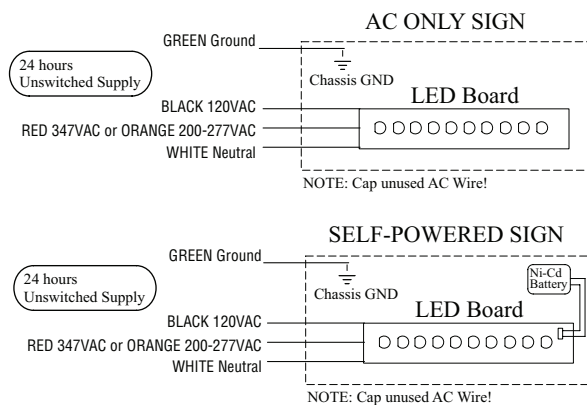 AC ONLY SIGN
GREEN Ground
24 hours
Unswitched Supply
Chassis GND
LED Board
BLACK 120VAC
RED 347VAC or ORANGE 200-277VAC
WHITE Neutral
NOTE: Cap unused AC Wire!
SELF-POWERED SIGN
GREEN Ground
24 hours
Unswitched Supply
Chassis GND
Ni-Cd
Battery
LED Board
BLACK 120VAC
RED 347VAC or ORANGE 200-277VAC
WHITE Neutral
NOTE: Cap unused AC Wire!